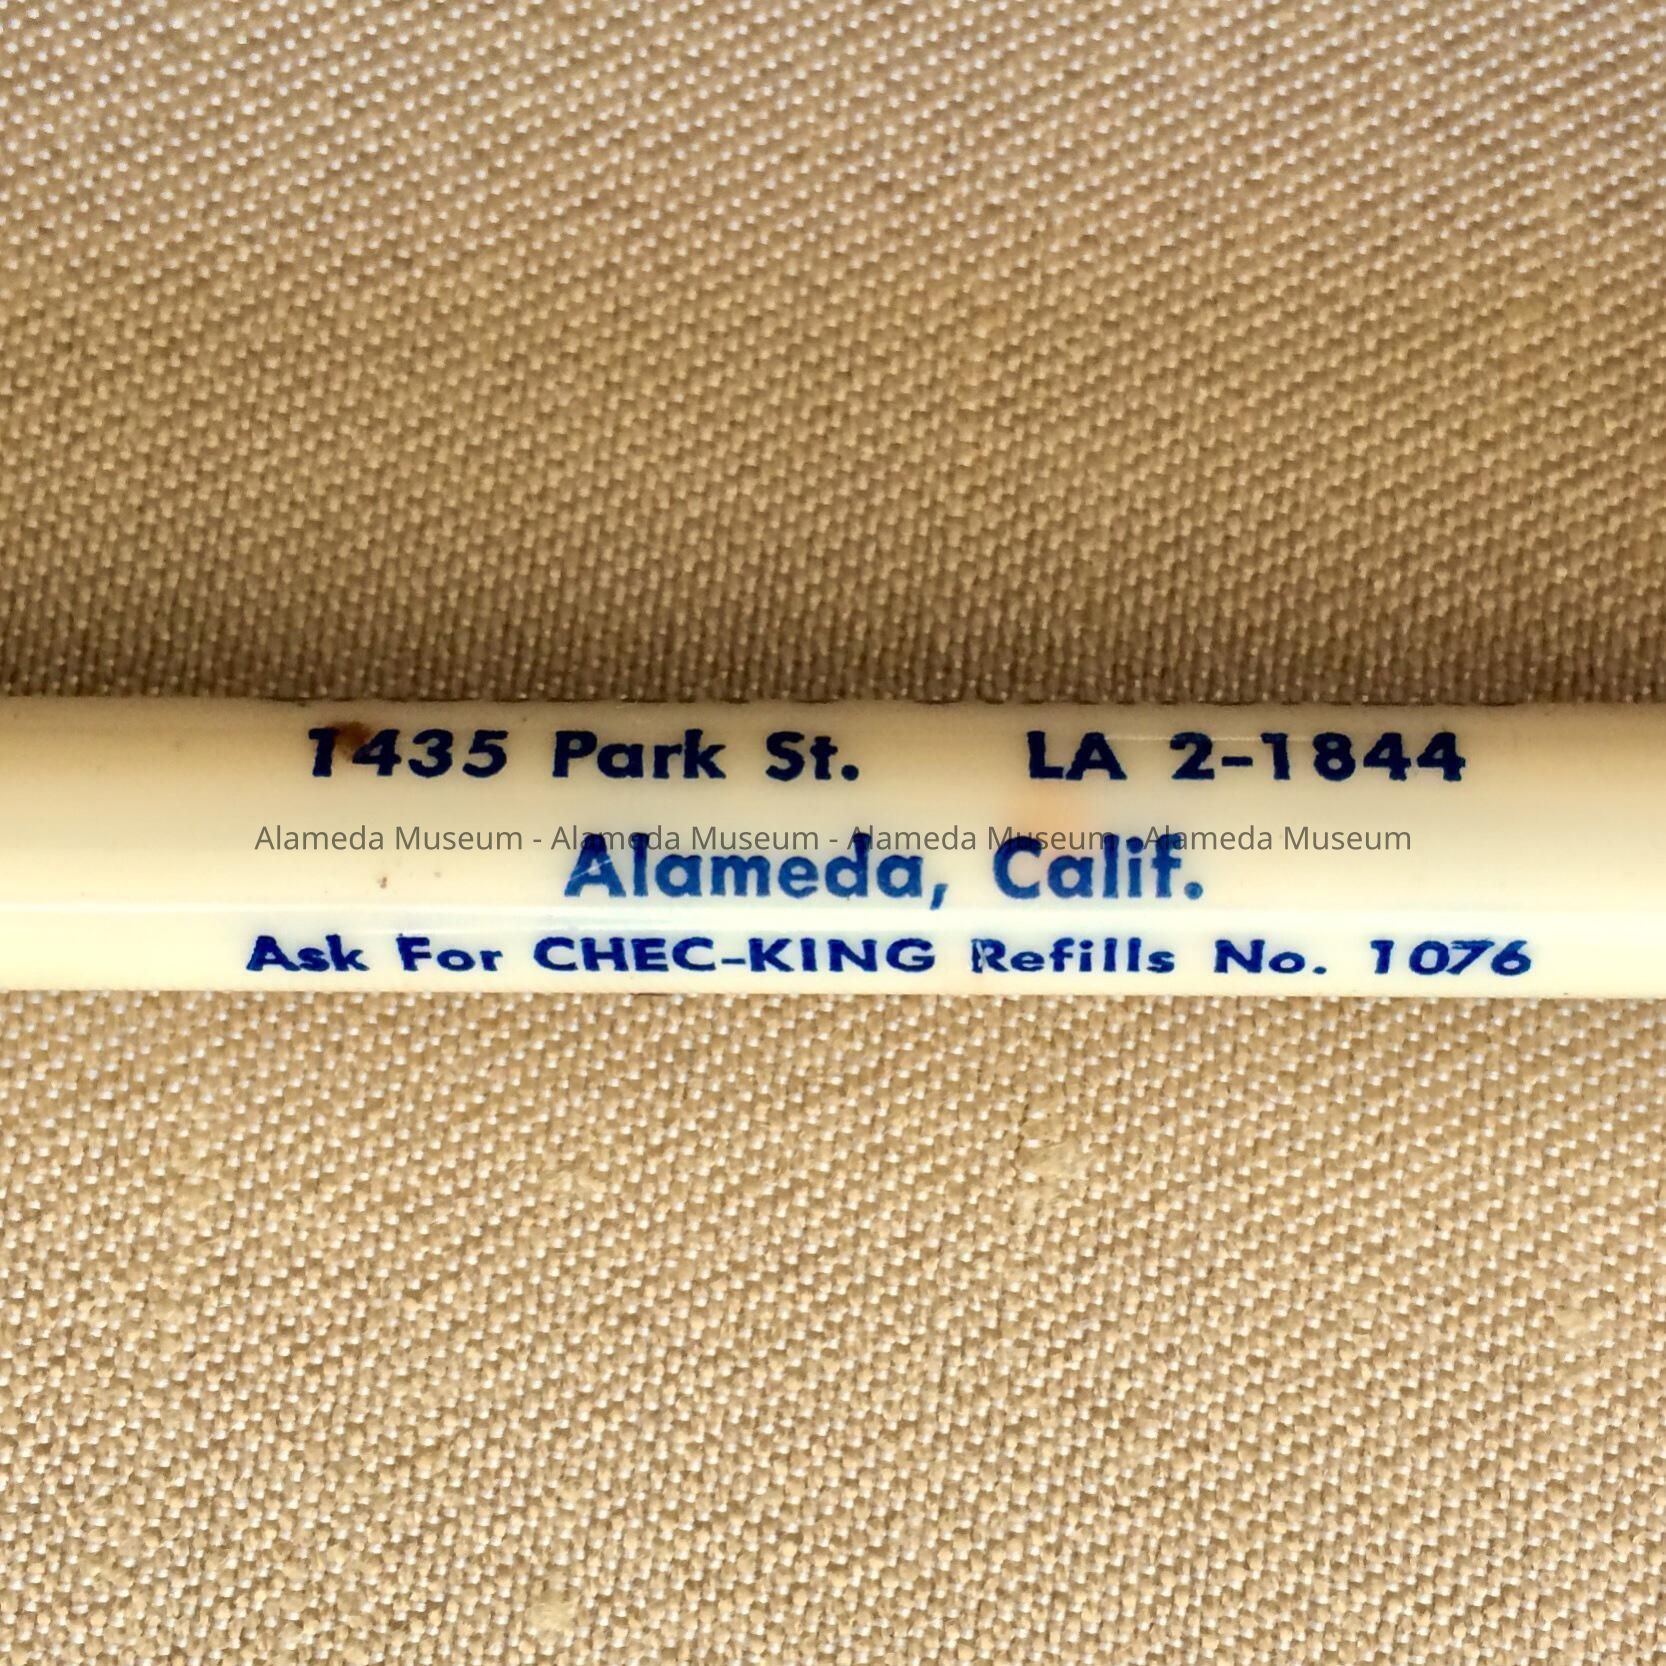 1435 Park St. LA 2-1844
Alameda Museum - Alameda Museum - Alameda Museum - Alameda Museum
Alameda, Calif.
Ask For CHEC-KING Refills No. 1076